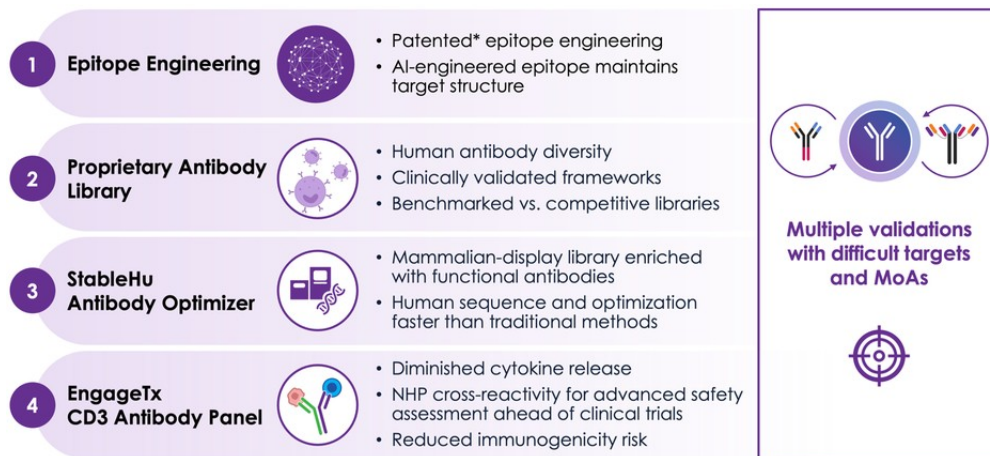 1
Epitope Engineering
• Patented* epitope engineering
• AI-engineered epitope maintains
target structure
2
Proprietary Antibody
Library
• Human antibody diversity
• Clinically validated frameworks
• Benchmarked vs. competitive libraries
3
StableHu
Antibody Optimizer
• Mammalian-display library enriched
with functional antibodies
• Human sequence and optimization
faster than traditional methods
4
EngageTx
CD3 Antibody Panel
• Diminished cytokine release
• NHP cross-reactivity for advanced safety
assessment ahead of clinical trials
• Reduced immunogenicity risk
Multiple validations
with difficult targets
and MoAs